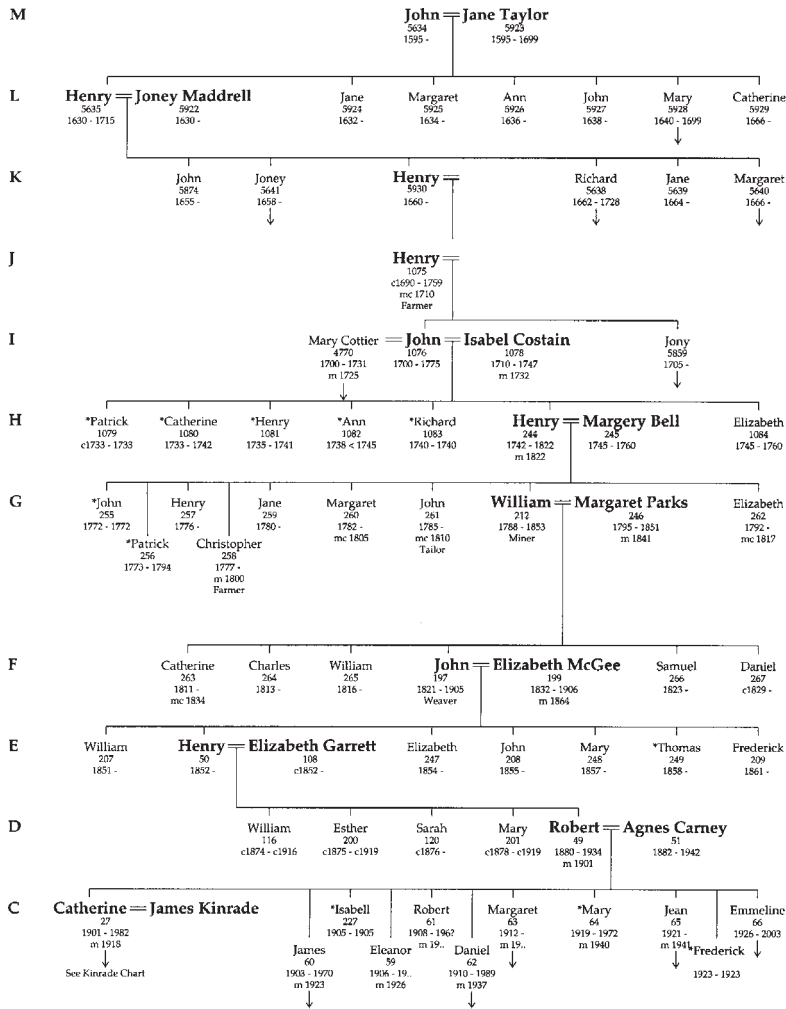 M
John = Jane Taylor
5634 5923
1595 - 1595 - 1699
L
Henry = Joney Maddrell Jane Margaret Ann John Mary Catherine
5635 5922 5924 5925 5926 5927 5928 5929
1630 - 1715 1630 - 1632 - 1634 - 1636 - 1638 - 1640 - 1699 1666 -
K
John Joney Henry = Richard Jane Margaret
5874 5641 5930 5638 5639 5640
1655 - 1658 - 1660 - 1662 - 1728 1664 - 1666 -
J
Henry =
1075
c1690 - 1759
mc 1710
Farmer
I
Mary Cottier = John = Isabel Costain Jony
4770 1076 1078 5859
1700 - 1731 1700 - 1775 1710 - 1747 1705 -
m 1725 m 1732
H
*Patrick *Catherine *Henry *Ann *Richard Henry = Margery Bell Elizabeth
1079 1080 1081 1082 1083 244 245 1084
c1733 - 1733 1733 - 1742 1735 - 1741 1738 < 1745 1740 - 1740 1742 - 1822 1745 - 1760 1745 - 1760
m 1822
G
*John Henry Jane Margaret John William = Margaret Parks Elizabeth
255 257 259 260 261 212 246 262
1772 - 1772 1776 - 1780 - 1782 - 1785 - 1788 - 1853 1795 - 1851 1792 -
mc 1805 mc 1810 Miner m 1841 mc 1817
Tailor
*Patrick Christopher
256 258
1773 - 1794 1777 -
m 1800
Farmer
F
Catherine Charles William John = Elizabeth McGee Samuel Daniel
263 264 265 197 199 266 267
1811 - 1813 - 1816 - 1821 - 1905 1832 - 1906 1823 - c1829 -
mc 1834 Weaver m 1864
E
William Henry = Elizabeth Garrett Elizabeth John Mary *Thomas Frederick
207 50 108 247 208 248 249 209
1851 - 1852 - c1852 - 1854 - 1855 - 1857 - 1858 - 1861 -
D
William Esther Sarah Mary Robert = Agnes Carney
116 200 120 201 49 51
c1874 - c1916 c1875 - c1919 c1876 - c1878 - c1919 1880 - 1934 1882 - 1942
m 1901
C
Catherine = James Kinrade *Isabell Robert Margaret *Mary Jean Emmeline
27 227 61 63 64 65 66
1901 - 1982 1905 - 1905 1908 - 196? 1912 - 1919 - 1972 1921 - 1926 - 2003
m 1918 m 19.. m 19.. m 1940 m 1941
See Kinrade Chart
James Eleanor Daniel *Frederick
60 59 62
1903 - 1970 1906 - 19.. 1910 - 1989 1923 - 1923
m 1923 m 1926 m 1937